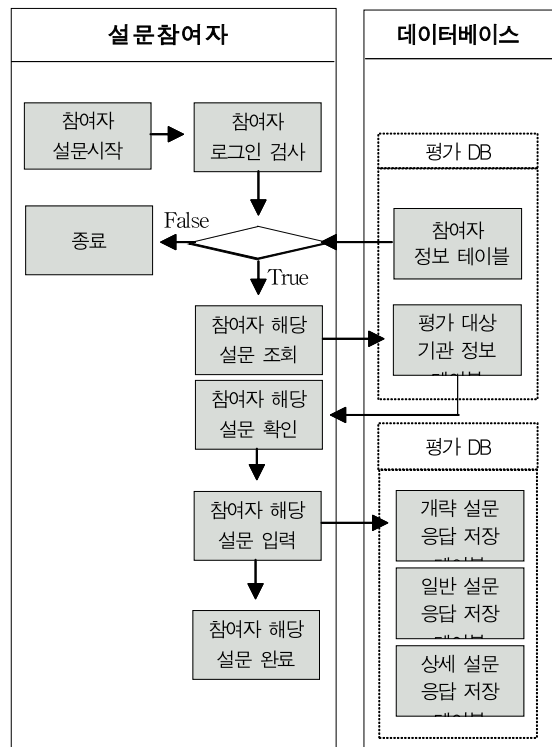 설문참여자
데이터베이스
참여자
설문시작
참여자
로그인 검사
평가 DB
False
종료
참여자
정보 테이블
True
참여자 해당
설문 조회
평가 대상
기관 정보
참여자 해당
설문 확인
평가 DB
참여자 해당
설문 입력
개략 설문
응답 저장
일반 설문
응답 저장
참여자 해당
설문 완료
상세 설문
응답 저장